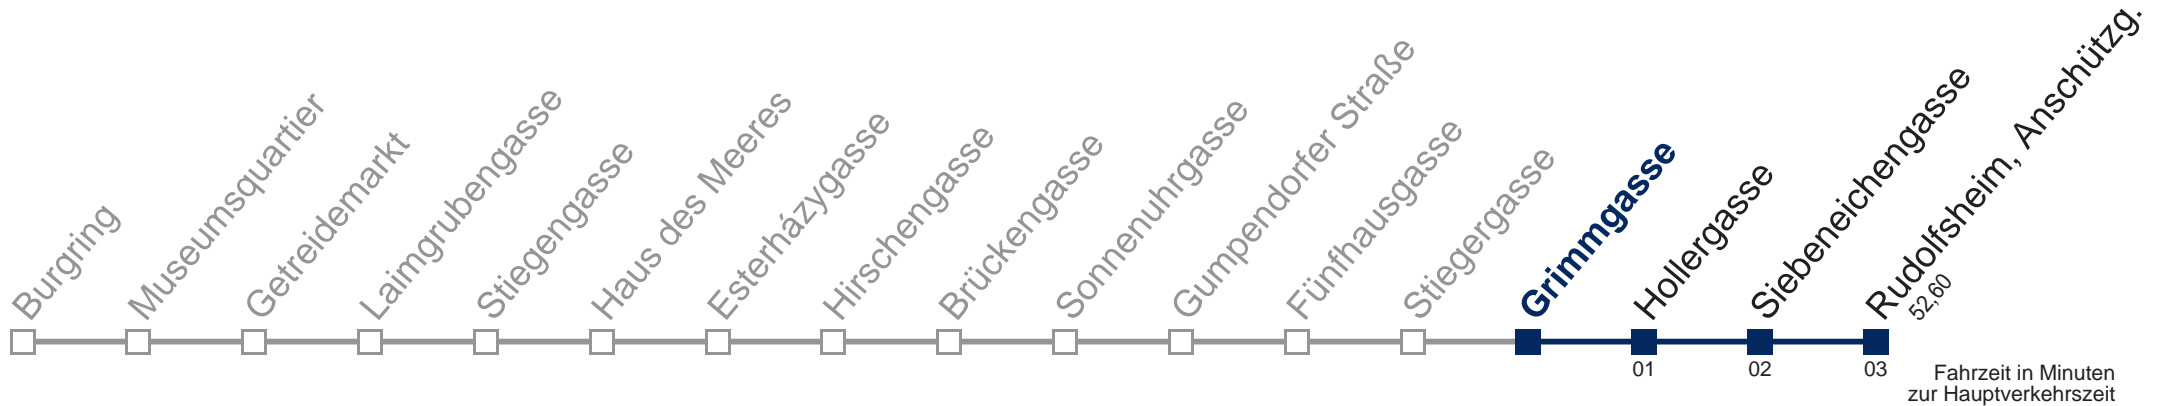 Burgring
Museumsquartier
Getreidemarkt
Laimgrubengasse
Stiegengasse
Haus des Meeres
Esterházygasse
Hirschengasse
Brückengasse
Sonnenuhrgasse
Gumpendorfer Straße
Fünfhausgasse
Stiegergasse
Grimmgasse
Hollergasse
Siebeneichengasse
Rudolfsheim, Anschützg.
52,60
01
02
03
Fahrzeit in Minuten
zur Hauptverkehrszeit